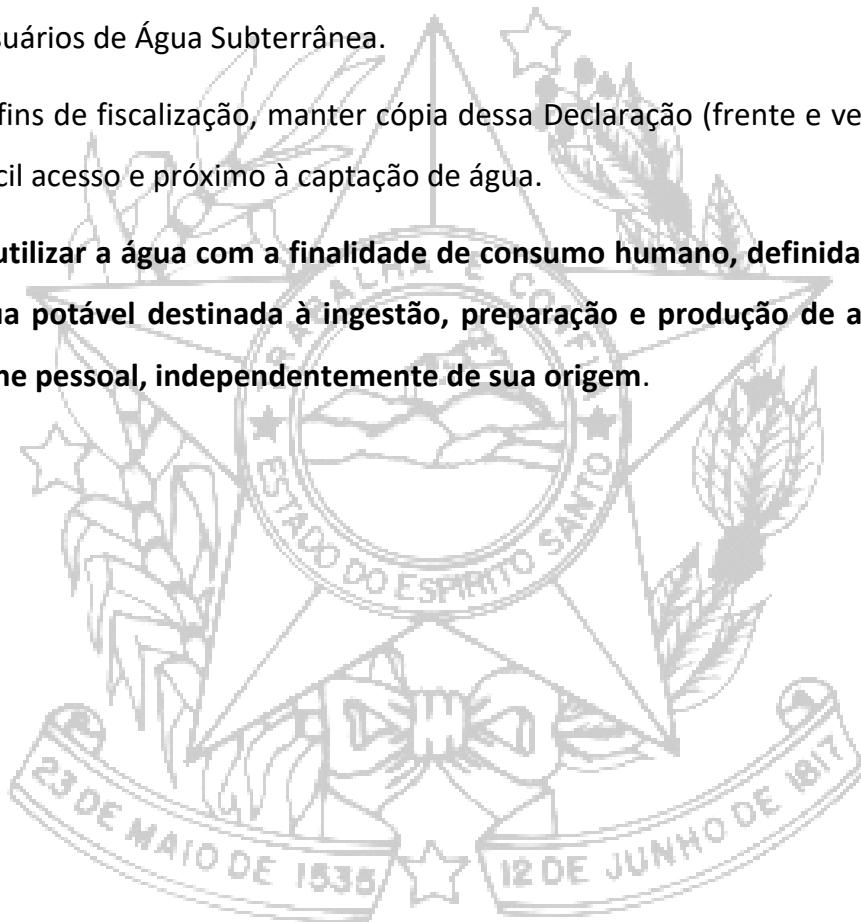 suários de Água Subterrânea.
fins de fiscalização, manter cópia dessa Declaração (frente e ve
cil acesso e próximo à captação de água.
utilizar a água com a finalidade de consumo humano, definida
ua potável destinada à ingestão, preparação e produção de a
ne pessoal, independentemente de sua origem.
TRABALHA E CONFIA
ESTADO DO ESPIRITO SANTO
23 DE MAIO DE 1535
12 DE JUNHO DE 1817